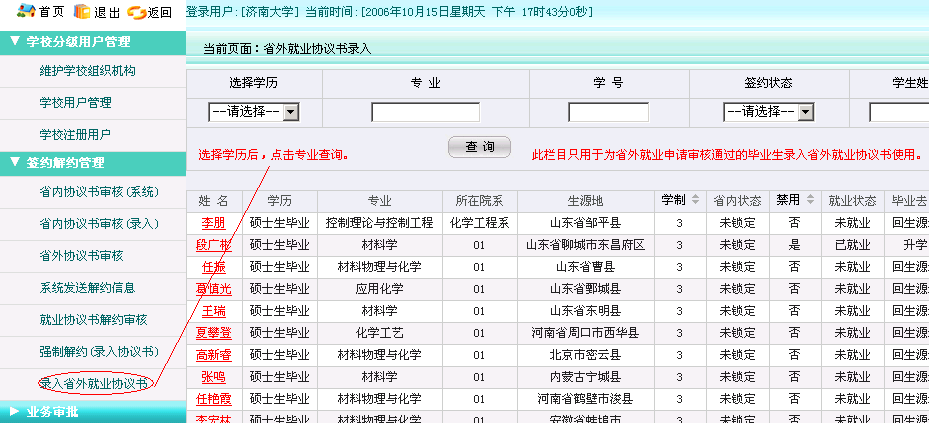 首页 退出 返回 登录用户:[济南大学] 当前时间:[2006年10月15日星期天 下午 17时43分0秒]
学校分级用户管理
维护学校组织机构
学校用户管理
学校注册用户
签约解约管理
省内协议书审核(系统)
省内协议书审核(录入)
省外协议书审核
系统发送解约信息
就业协议书解约审核
强制解约(录入协议书)
录入省外就业协议书
业务审批
当前页面：省外就业协议书录入
选择学历 专 业 学 号 签约状态 学生姓
--请选择-- --请选择--
查 询
选择学历后，点击专业查询。 此栏目只用于为省外就业申请审核通过的毕业生录入省外就业协议书使用。
姓 名 学历 专业 所在院系 生源地 学制 省内状态 禁用 就业状态 毕业去
李朋 硕士生毕业 控制理论与控制工程 化学工程系 山东省邹平县 3 未锁定 否 未就业 回生源
段广彬 硕士生毕业 材料学 01 山东省聊城市东昌府区 3 未锁定 是 已就业 升学
任振 硕士生毕业 材料物理与化学 01 山东省曹县 3 未锁定 否 未就业 回生源
葛慎光 硕士生毕业 应用化学 01 山东省鄄城县 3 未锁定 否 未就业 回生源
王瑞 硕士生毕业 材料学 01 山东省东明县 3 未锁定 否 未就业 回生源
夏攀登 硕士生毕业 化学工艺 01 河南省周口市西华县 3 未锁定 否 未就业 回生源
高新睿 硕士生毕业 材料物理与化学 01 北京市密云县 3 未锁定 否 未就业 回生源
张鸣 硕士生毕业 材料学 01 内蒙古宁城县 3 未锁定 否 未就业 回生源
任艳霞 硕士生毕业 材料物理与化学 01 河南省鹤壁市浚县 3 未锁定 否 未就业 回生源
李宏林 硕士生毕业 材料物理与化学 01 安徽省蚌埠市 3 未锁定 否 未就业 回生源